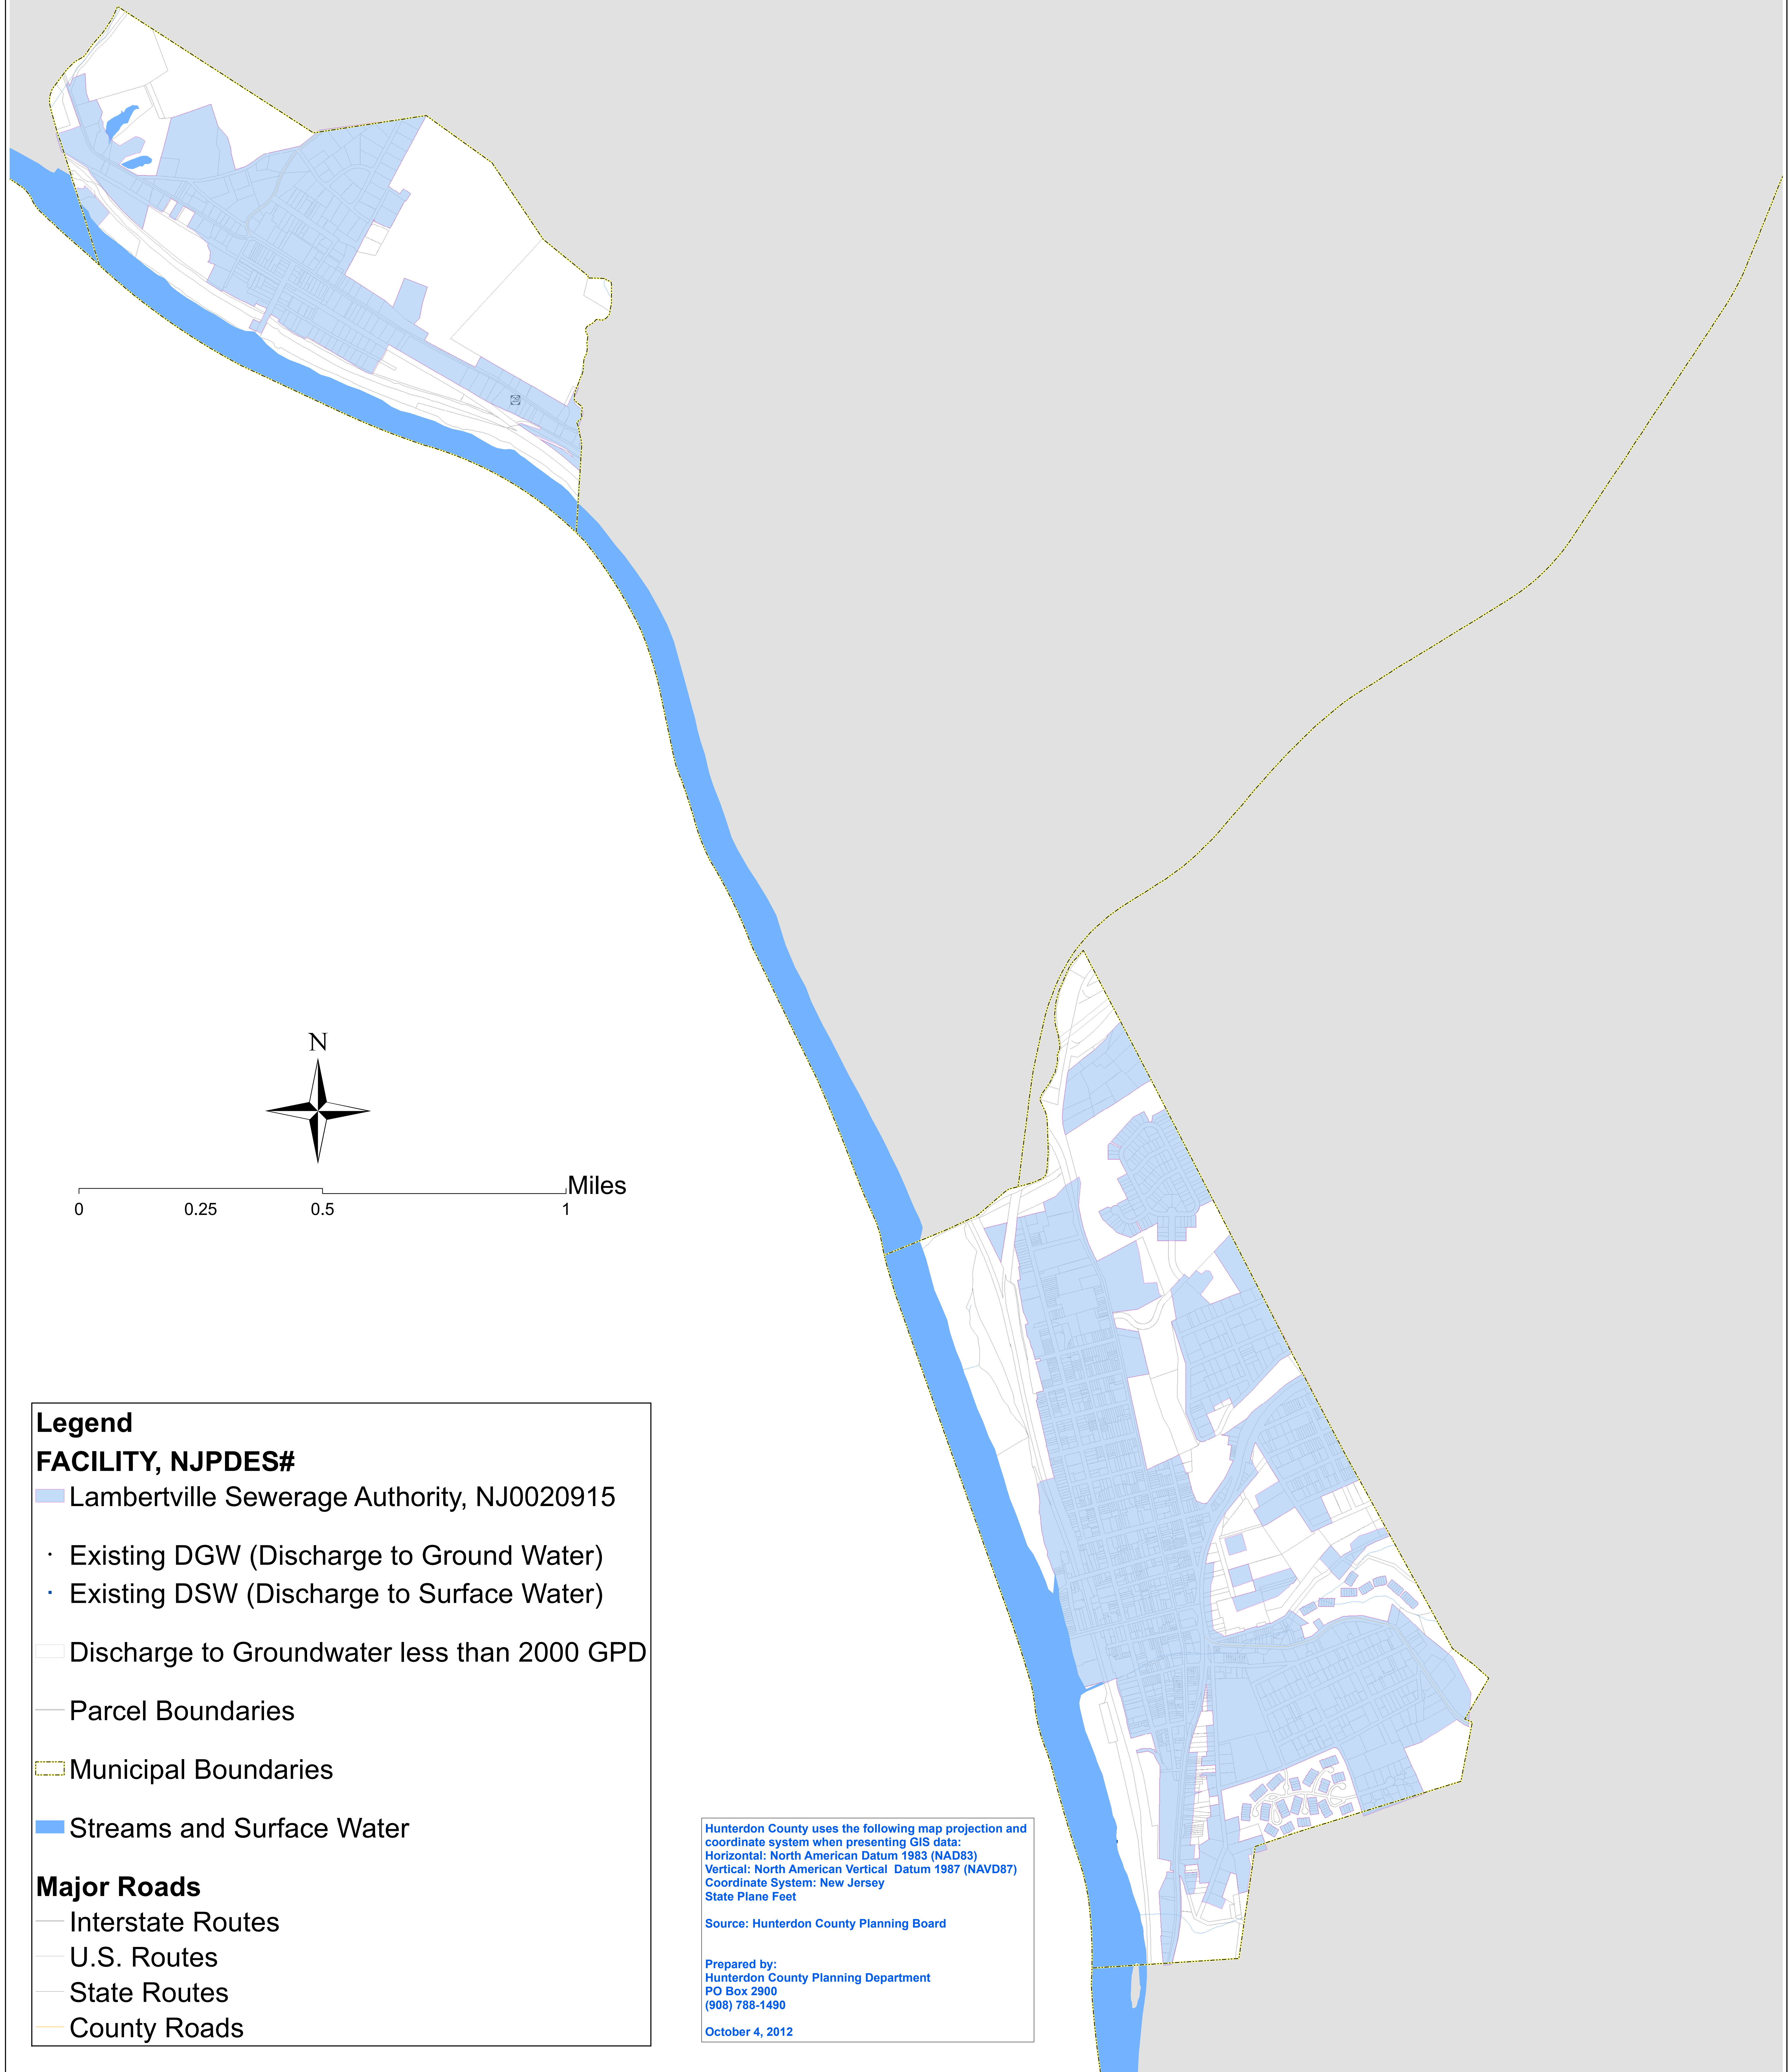 N
Miles
0 0.25 0.5 1
Legend
FACILITY, NJPDES#
Lambertville Sewerage Authority, NJ0020915
Existing DGW (Discharge to Ground Water)
Existing DSW (Discharge to Surface Water)
Discharge to Groundwater less than 2000 GPD
Parcel Boundaries
Municipal Boundaries
Streams and Surface Water
Major Roads
Interstate Routes
U.S. Routes
State Routes
County Roads
Hunterdon County uses the following map projection and
coordinate system when presenting GIS data:
Horizontal: North American Datum 1983 (NAD83)
Vertical: North American Vertical Datum 1987 (NAVD87)
Coordinate System: New Jersey
State Plane Feet
Source: Hunterdon County Planning Board
Prepared by:
Hunterdon County Planning Department
PO Box 2900
(908) 788-1490
October 4, 2012